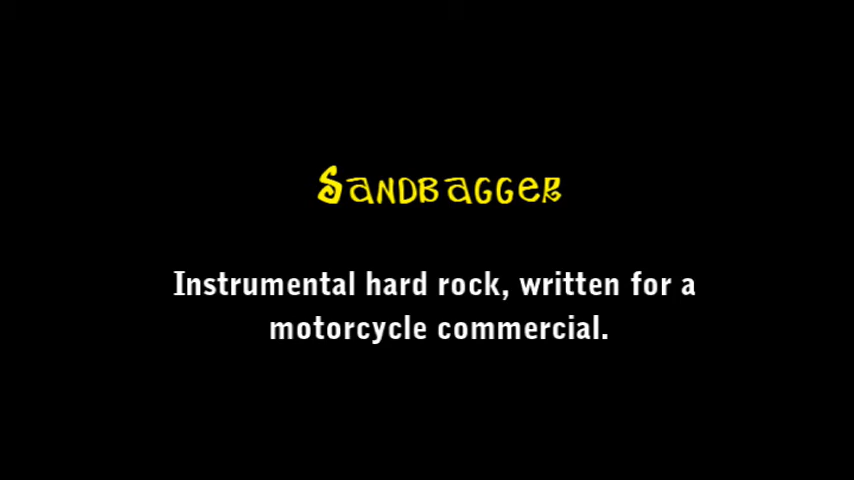 Sandbagger
Instrumental hard rock, written for a
motorcycle commercial.